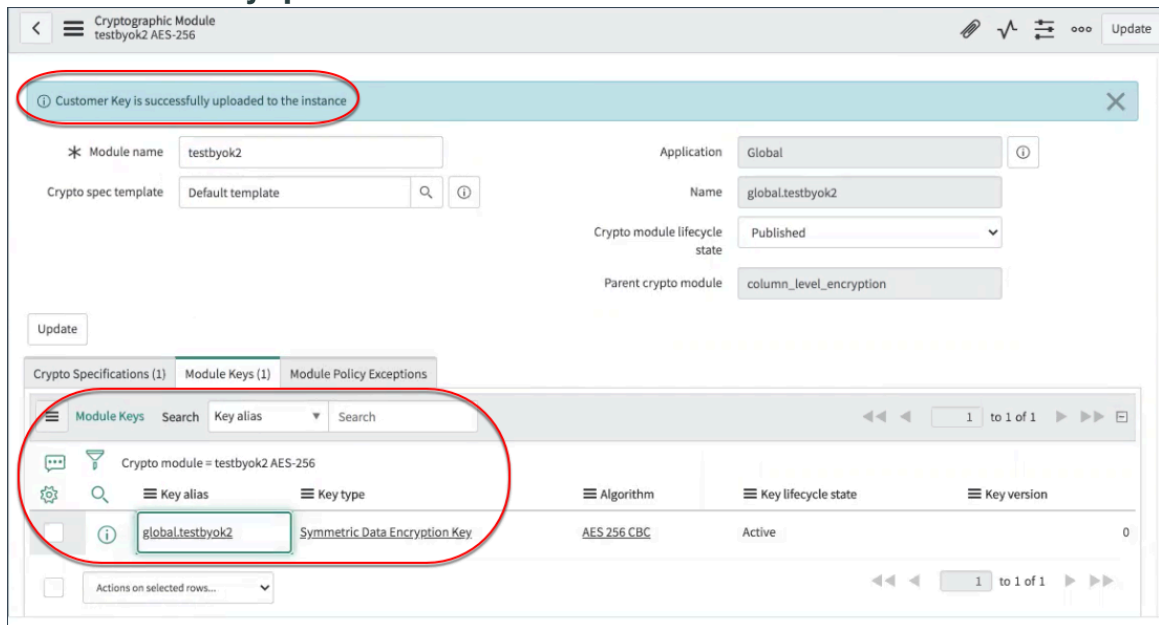 Cryptographic Module
testbyok2 AES-256
Update
Customer Key is successfully uploaded to the instance
Module name testbyok2 Application Global
Crypto spec template Default template Name global.testbyok2
Crypto module lifecycle state Published
Parent crypto module column_level_encryption
Update
Crypto Specifications (1) Module Keys (1) Module Policy Exceptions
Module Keys Search Key alias Search 1 to 1 of 1
Crypto module = testbyok2 AES-256
Key alias Key type Algorithm Key lifecycle state Key version
global.testbyok2 Symmetric Data Encryption Key AES 256 CBC Active 0
Actions on selected rows... 1 to 1 of 1